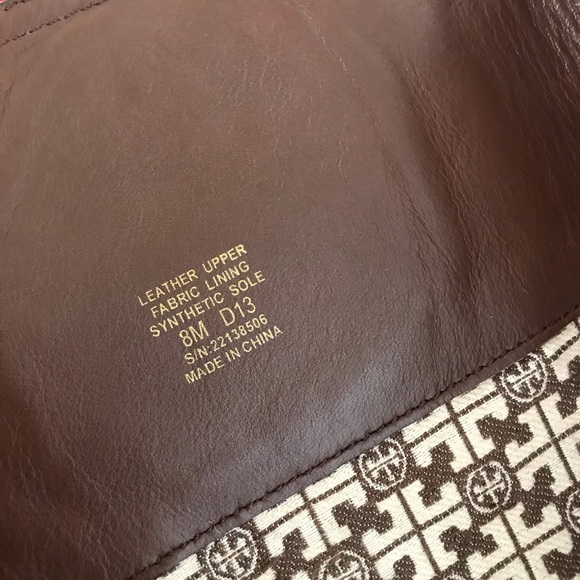 LEATHER UPPER
FABRIC LINING
SYNTHETIC SOLE
8M D13
S/N:22138506
MADE IN CHINA